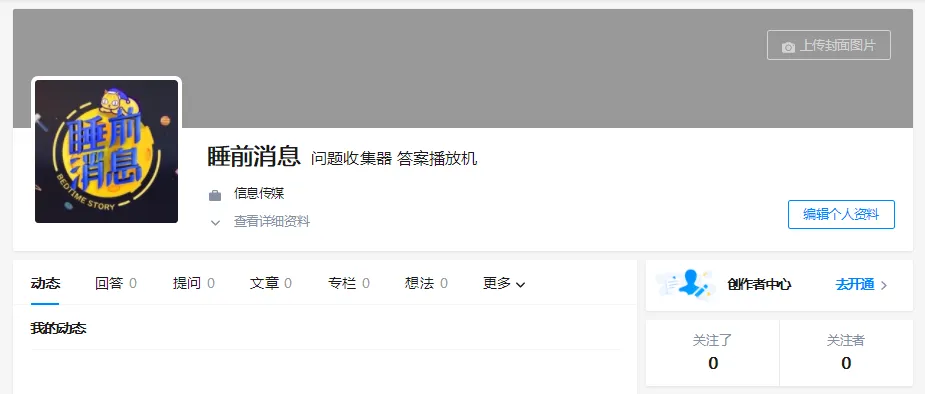 上传封面图片
睡前
消息
BEDTIME STORY
睡前消息 问题收集器 答案播放机
信息传媒
查看详细资料
编辑个人资料
动态 回答 0 提问 0 文章 0 专栏 0 想法 0 更多
我的动态
创作者中心 去开通
关注了 关注者
0 0